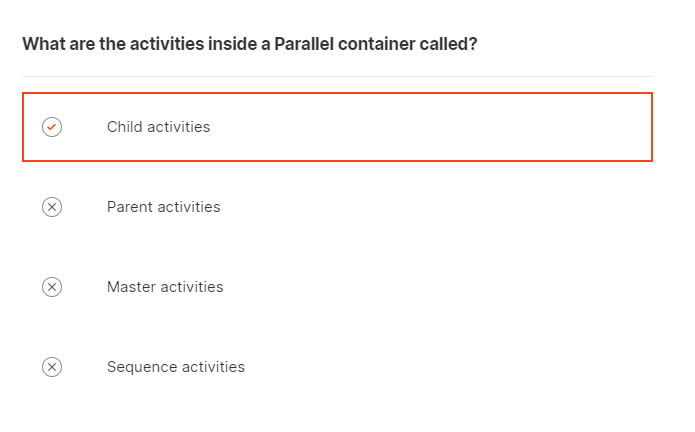 What are the activities inside a Parallel container called?
Child activities
Parent activities
Master activities
Sequence activities